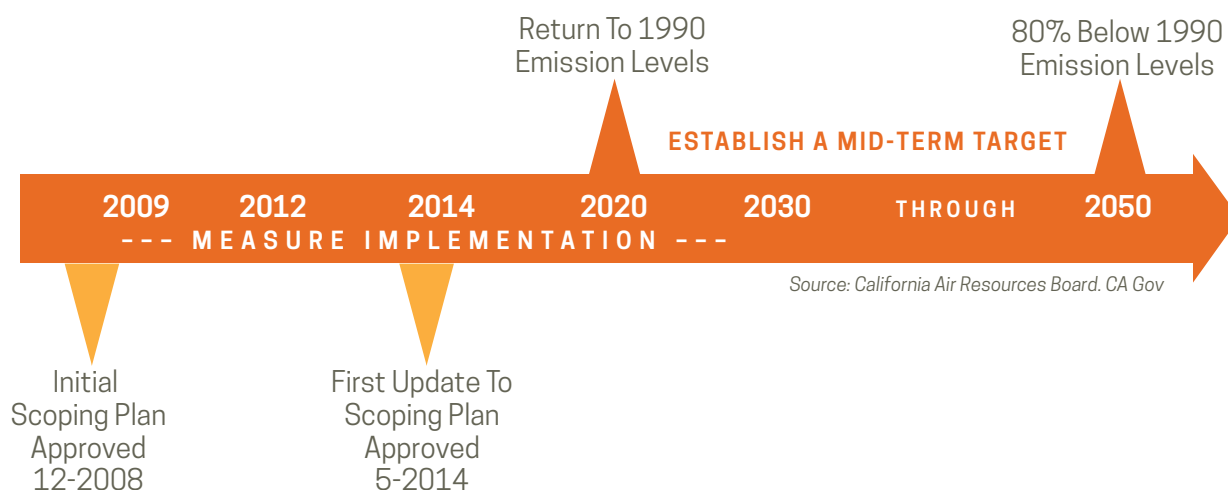 Return To 1990
Emission Levels
80% Below 1990
Emission Levels
ESTABLISH A MID-TERM TARGET
2009 2012 2014 2020 2030 THROUGH 2050
--- MEASURE IMPLEMENTATION ---
Source: California Air Resources Board. CA Gov
Initial
Scoping Plan
Approved
12-2008
First Update To
Scoping Plan
Approved
5-2014